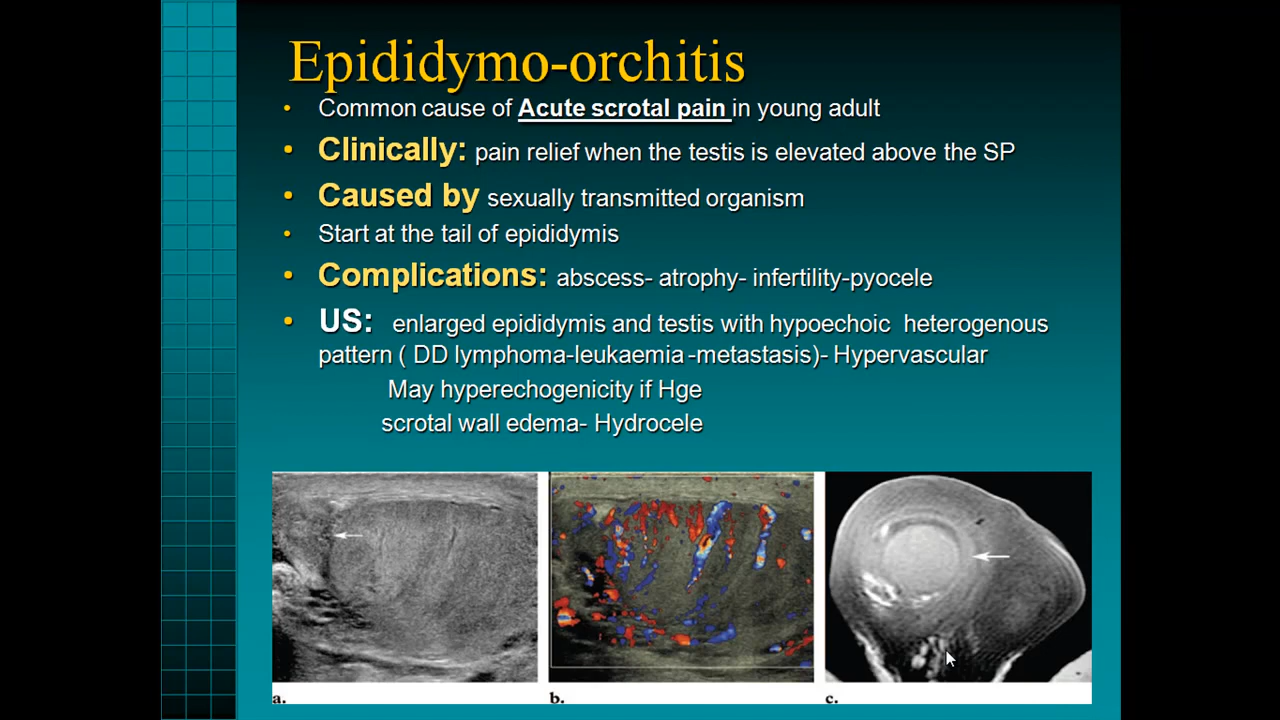 Epididymo-orchitis
• Common cause of Acute scrotal pain in young adult
• Clinically: pain relief when the testis is elevated above the SP
• Caused by sexually transmitted organism
• Start at the tail of epididymis
• Complications: abscess- atrophy- infertility-pyocele
• US: enlarged epididymis and testis with hypoechoic heterogenous
pattern ( DD lymphoma-leukaemia -metastasis)- Hypervascular
May hyperechogenicity if Hge
scrotal wall edema- Hydrocele
a. b. c.